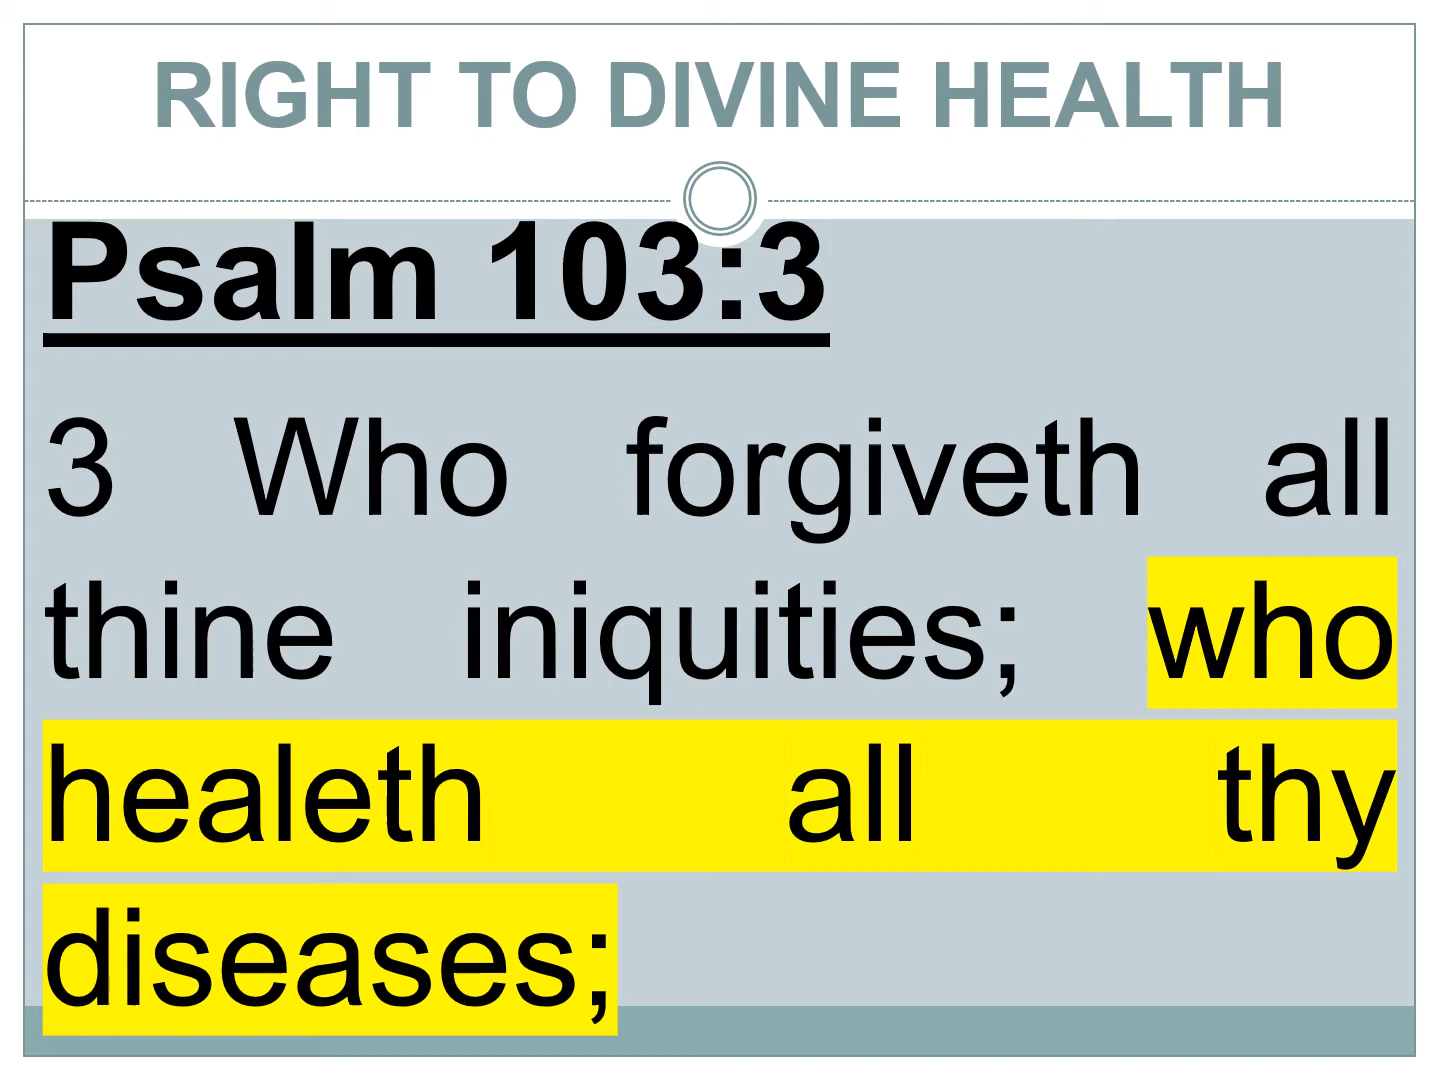 RIGHT TO DIVINE HEALTH
Psalm 103:3
3 Who forgiveth all
thine iniquities; who
healeth all thy
diseases;